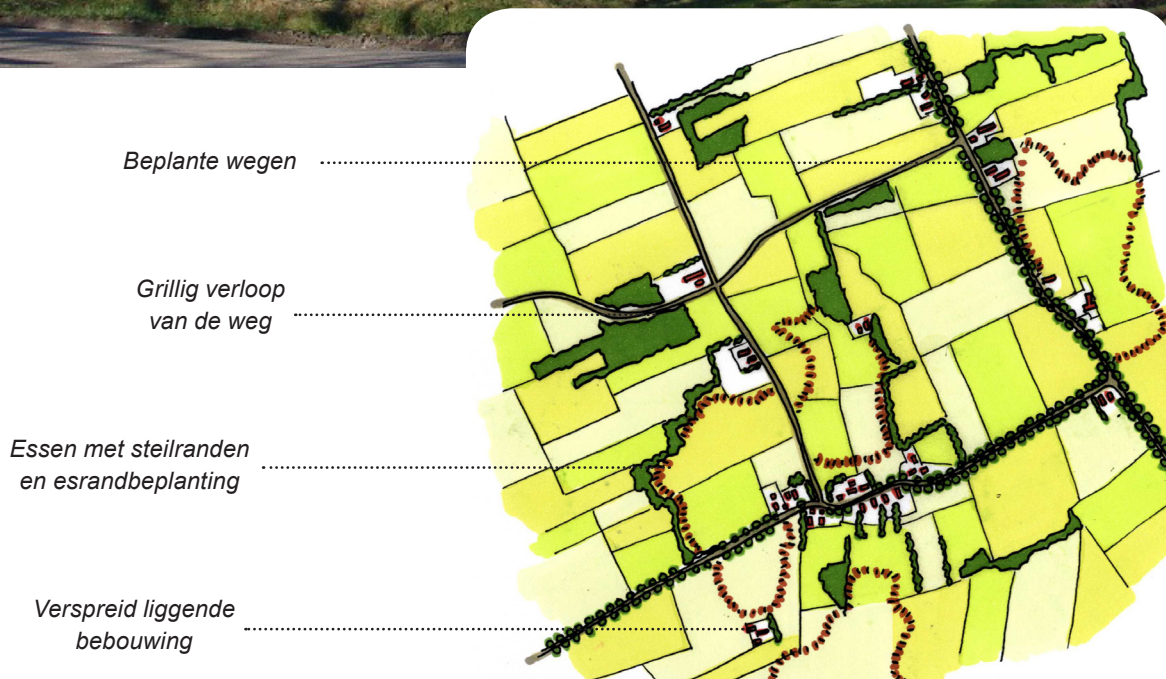 Beplante wegen
Grillig verloop
van de weg
Essen met steilranden
en esrandbeplanting
Verspreid liggende
bebouwing